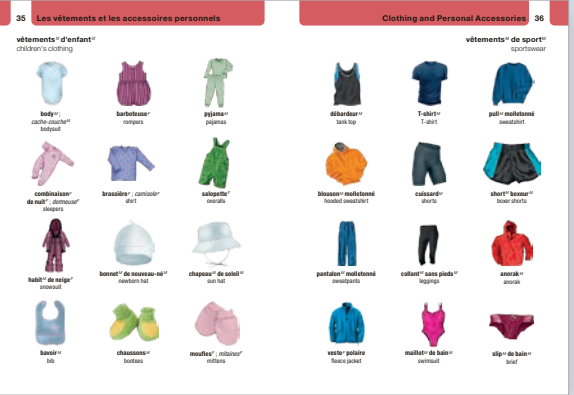 35 Les vêtements et les accessoires personnels
vêtements ᴹ d'enfant ᴹ
children's clothing
body ᴹ ;
cache-couche ᴹ
bodysuit
barboteuse ᶠ
rompers
pyjama ᴹ
pajamas
combinaison ᶠ
de nuit ᶠ ; dormeuse ᶠ
sleepers
brassière ᶠ ; camisole ᶠ
shirt
salopette ᶠ
overalls
habit ᴹ de neige ᶠ
snowsuit
bonnet ᴹ de nouveau-né ᴹ
newborn hat
chapeau ᴹ de soleil ᴹ
sun hat
bavoir ᴹ
bib
chaussons ᴹ
bootees
moufles ᶠ ; mitaines ᶠ
mittens
Clothing and Personal Accessories 36
vêtements ᴹ de sport ᴹ
sportswear
débardeur ᴹ
tank top
T-shirt ᴹ
T-shirt
pull ᴹ molletonné
sweatshirt
blouson ᴹ molletonné
hooded sweatshirt
cuissard ᴹ
shorts
short ᴹ boxeur ᴹ
boxer shorts
pantalon ᴹ molletonné
sweatpants
collant ᴹ sans pieds ᴹ
leggings
anorak ᴹ
anorak
veste ᶠ polaire
fleece jacket
maillot ᴹ de bain ᴹ
swimsuit
slip ᴹ de bain ᴹ
brief